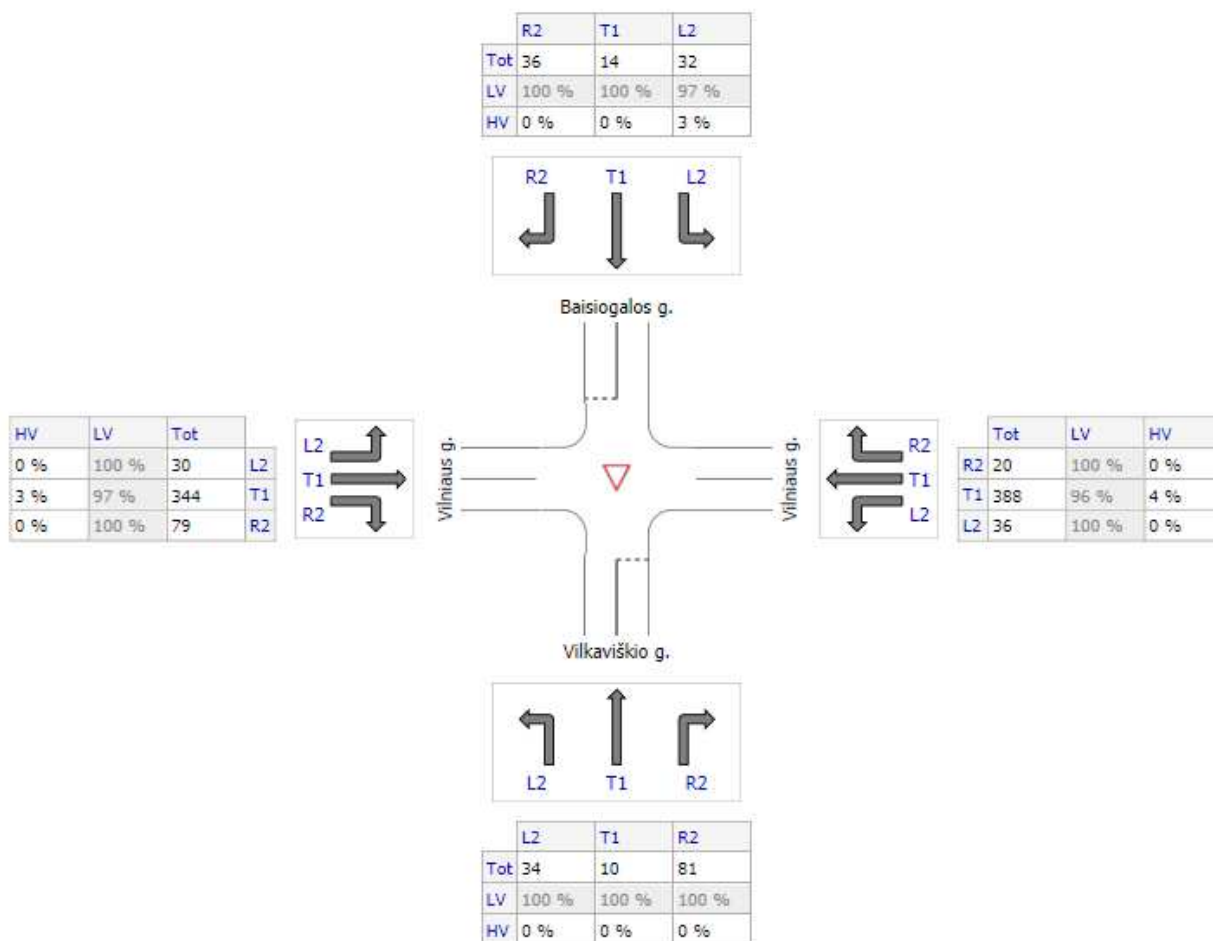 R2 T1 L2
Tot 36 14 32
LV 100 % 100 % 97 %
HV 0 % 0 % 3 %
R2 T1 L2
Baisiogalos g.
HV LV Tot
0 % 100 % 30 L2
3 % 97 % 344 T1
0 % 100 % 79 R2
L2
T1
R2
Vilniaus g.
Vilniaus g.
R2
T1
L2
Tot LV HV
R2 20 100 % 0 %
T1 388 96 % 4 %
L2 36 100 % 0 %
Vilkaviškio g.
L2 T1 R2
L2 T1 R2
Tot 34 10 81
LV 100 % 100 % 100 %
HV 0 % 0 % 0 %